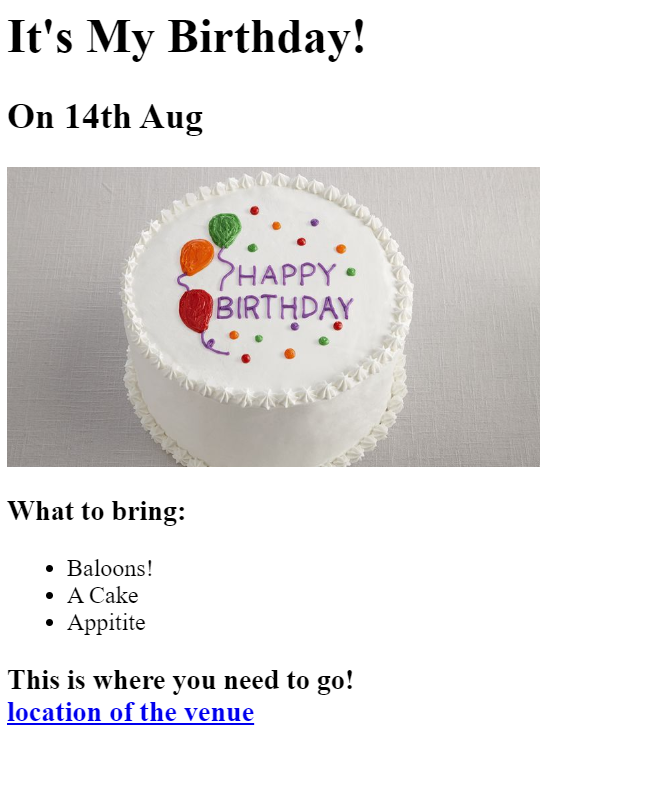 It's My Birthday!
On 14th Aug
HAPPY
BIRTHDAY
What to bring:
Baloons!
A Cake
Appitite
This is where you need to go!
location of the venue